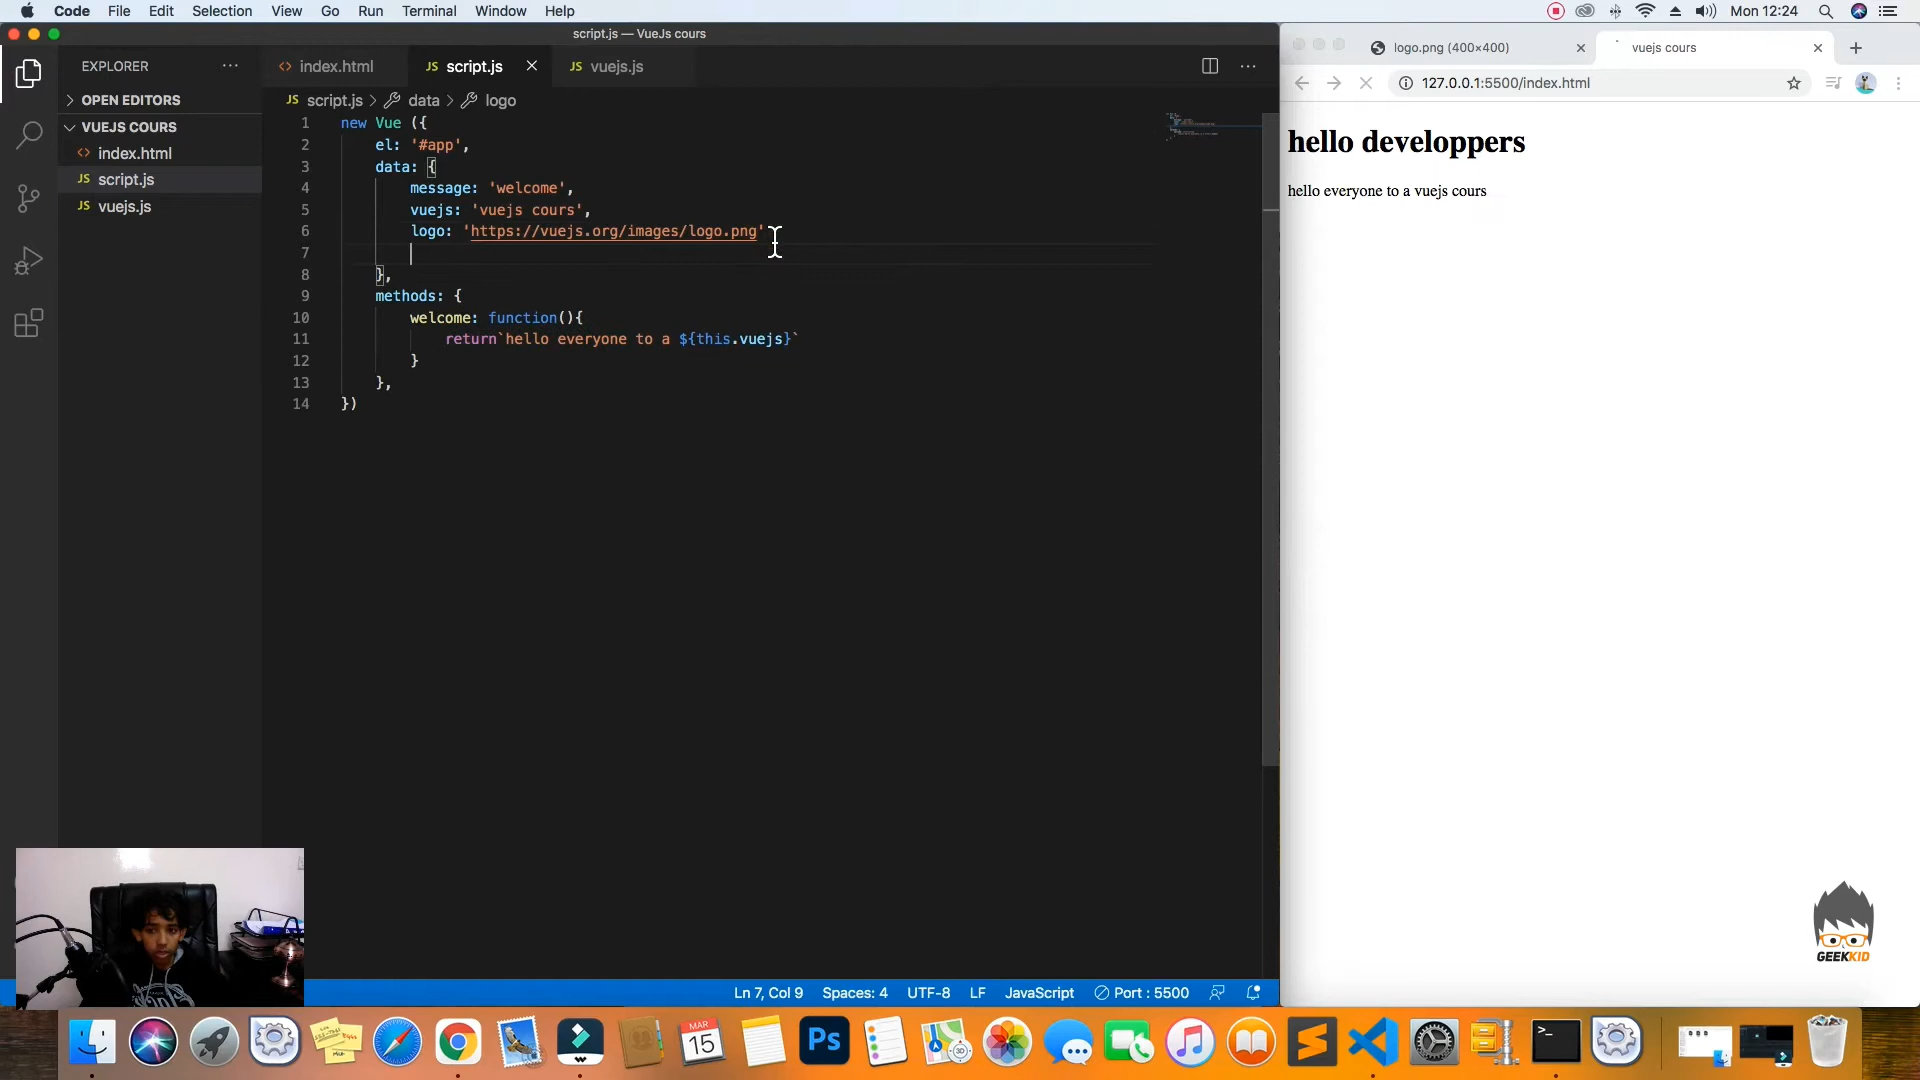 Code File Edit Selection View Go Run Terminal Window Help Mon 12:24
script.js — VueJs cours
EXPLORER
OPEN EDITORS
VUEJS COURS
<> index.html
JS script.js
JS vuejs.js
<> index.html
JS script.js
JS vuejs.js
JS script.js > data > logo
1 new Vue ({
2 el: '#app',
3 data: {
4 message: 'welcome',
5 vuejs: 'vuejs cours',
6 logo: 'https://vuejs.org/images/logo.png'
7
8 },
9 methods: {
10 welcome: function(){
11 return`hello everyone to a ${this.vuejs}`
12 }
13 },
14 })
Ln 7, Col 9 Spaces: 4 UTF-8 LF JavaScript Port : 5500
logo.png (400×400)
vuejs cours
127.0.0.1:5500/index.html
hello developpers
hello everyone to a vuejs cours
GEEKKID
MAR
15
Ps
3D